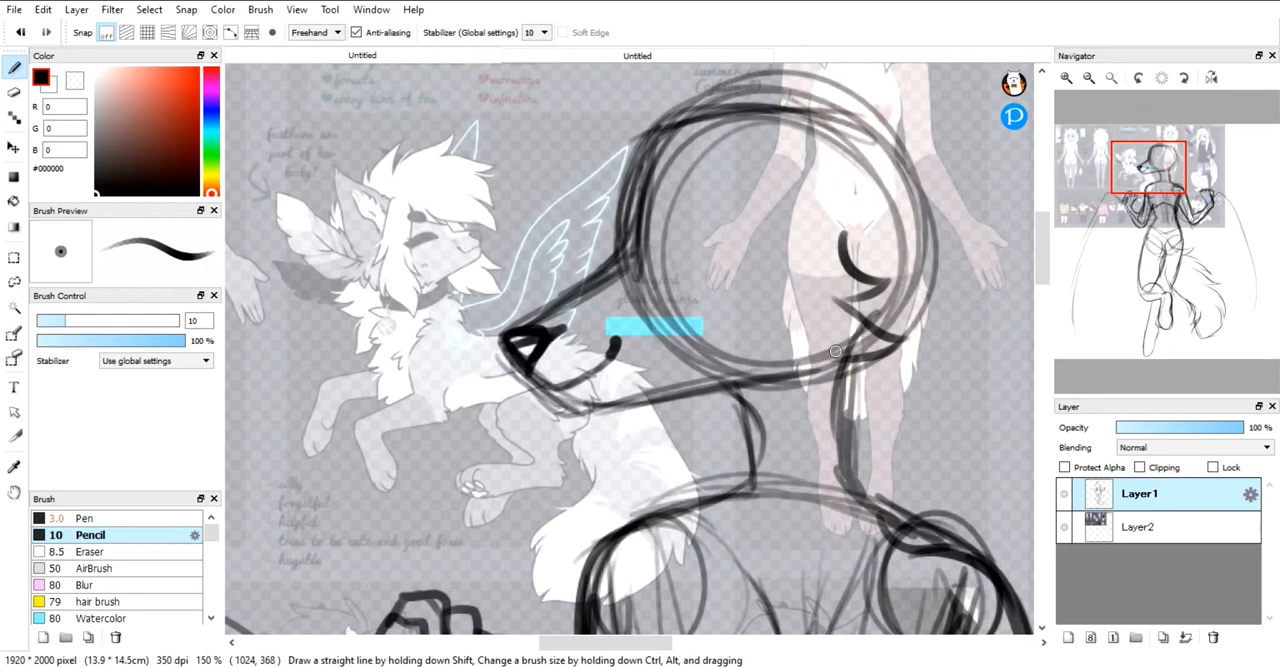 File Edit Layer Filter Select Snap Color Brush View Tool Window Help
Snap off Freehand Anti-aliasing Stabilizer (Global settings) 10 Soft Edge
Color
Untitled
Untitled
Navigator
R 0
G 0
B 0
#000000
Brush Preview
Brush Control
10
100 %
Stabilizer Use global settings
Brush
3.0 Pen
10 Pencil
8.5 Eraser
50 AirBrush
80 Blur
79 hair brush
80 Watercolor
feathers are
part of her
body!
silly
forgetful
Layer
Opacity 100 %
Blending Normal
Protect Alpha Clipping Lock
Layer1
Layer2
1920 * 2000 pixel (13.9 * 14.5cm) 350 dpi 150 % ( 1024, 368 ) Draw a straight line by holding down Shift, Change a brush size by holding down Ctrl, Alt, and dragging